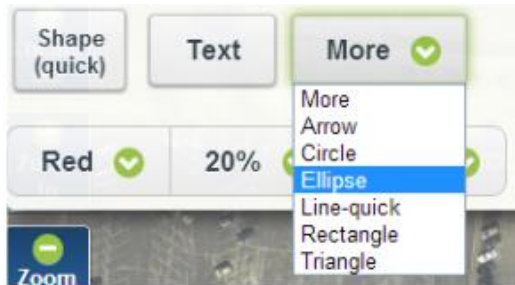 Shape
(quick)
Text
More
More
Arrow
Circle
Ellipse
Line-quick
Rectangle
Triangle
Red
20%
Zoom